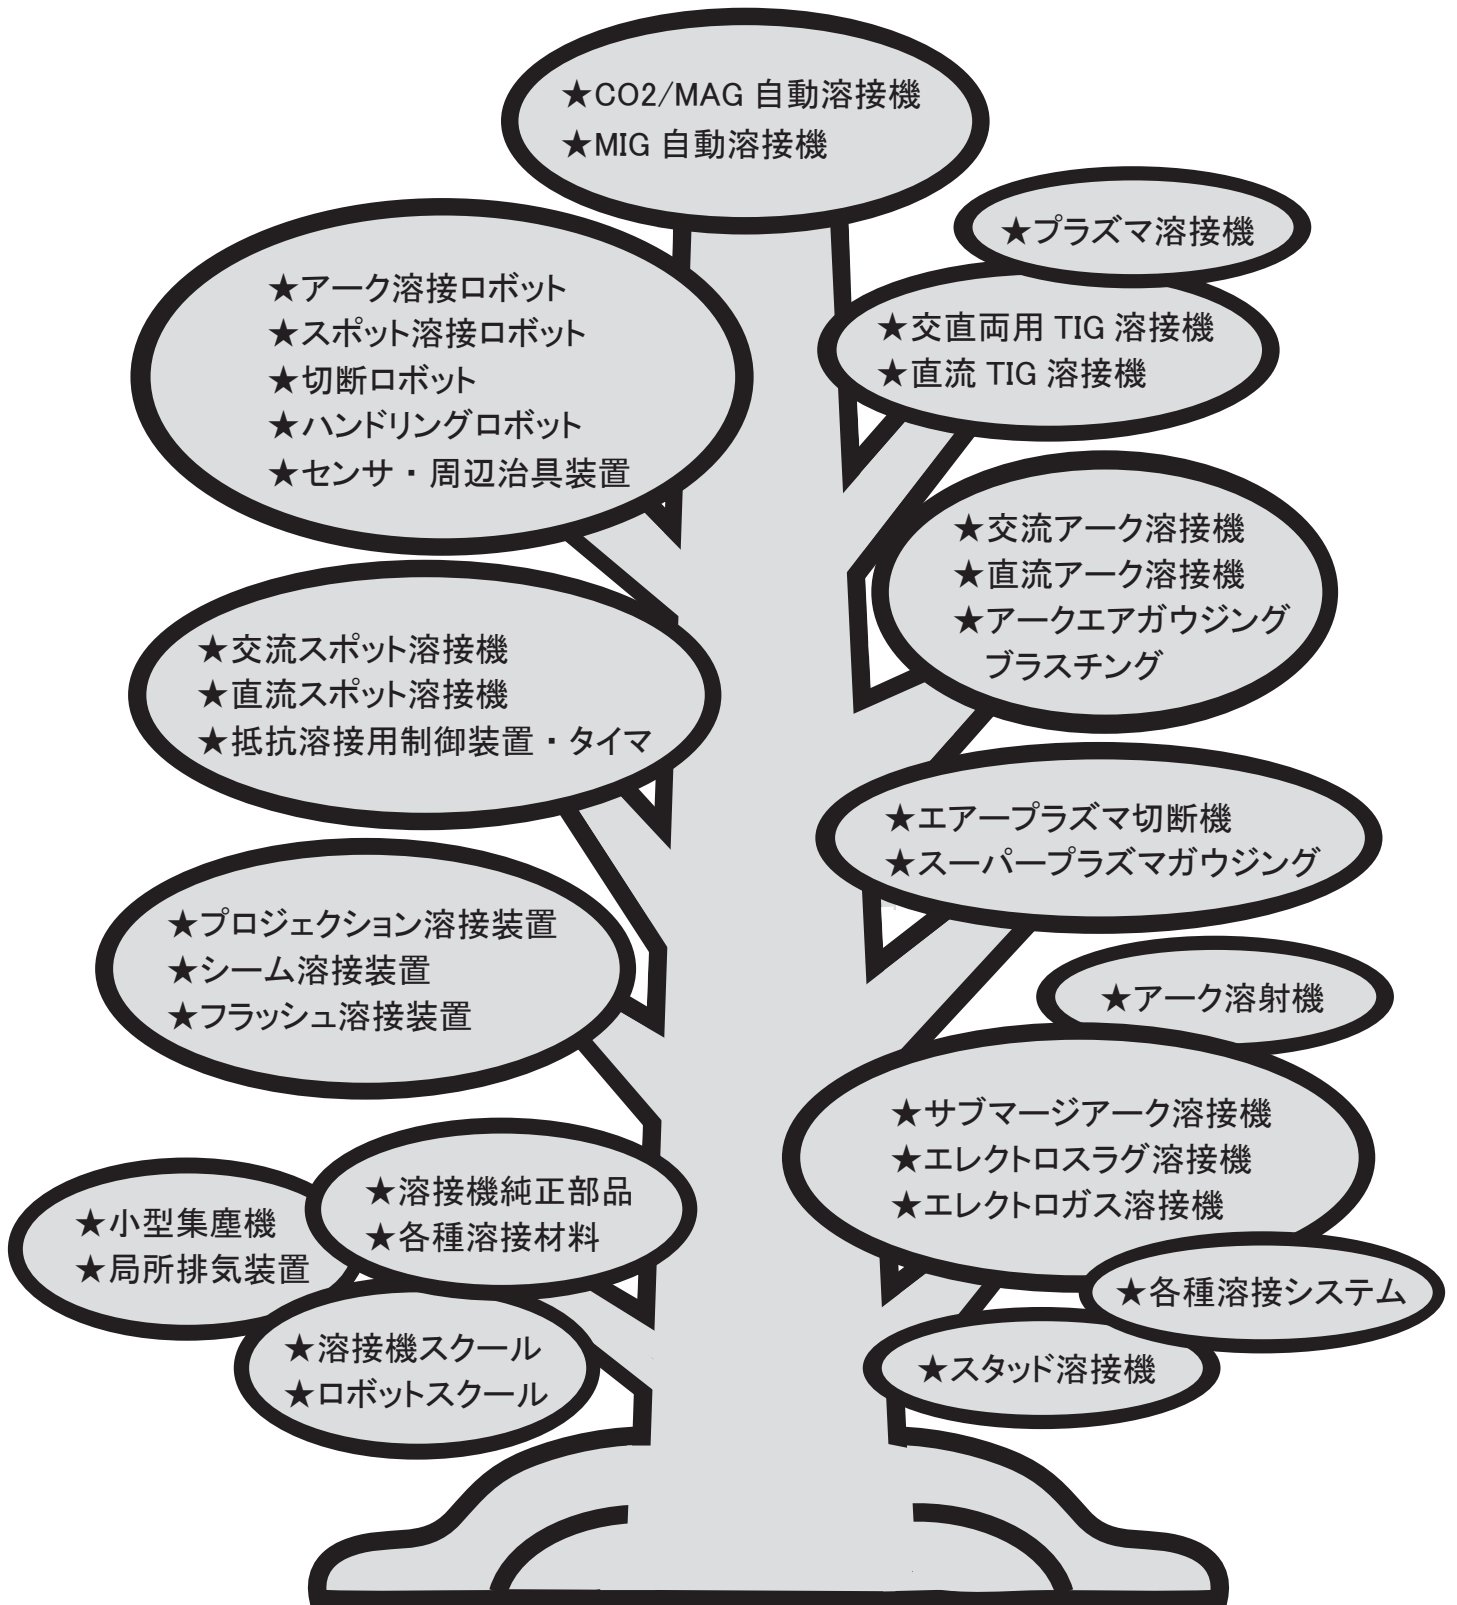 ★CO2/MAG 自動溶接機
★MIG 自動溶接機
★プラズマ溶接機
★交直両用 TIG 溶接機
★直流 TIG 溶接機
★アーク溶接ロボット
★スポット溶接ロボット
★切断ロボット
★ハンドリングロボット
★センサ・周辺治具装置
★交流アーク溶接機
★直流アーク溶接機
★アークエアガウジング
ブラスチング
★交流スポット溶接機
★直流スポット溶接機
★抵抗溶接用制御装置・タイマ
★エアープラズマ切断機
★スーパープラズマガウジング
★プロジェクション溶接装置
★シーム溶接装置
★フラッシュ溶接装置
★アーク溶射機
★サブマージアーク溶接機
★エレクトロスラグ溶接機
★エレクトロガス溶接機
★溶接機純正部品
★各種溶接材料
★小型集塵機
★局所排気装置
★各種溶接システム
★溶接機スクール
★ロボットスクール
★スタッド溶接機